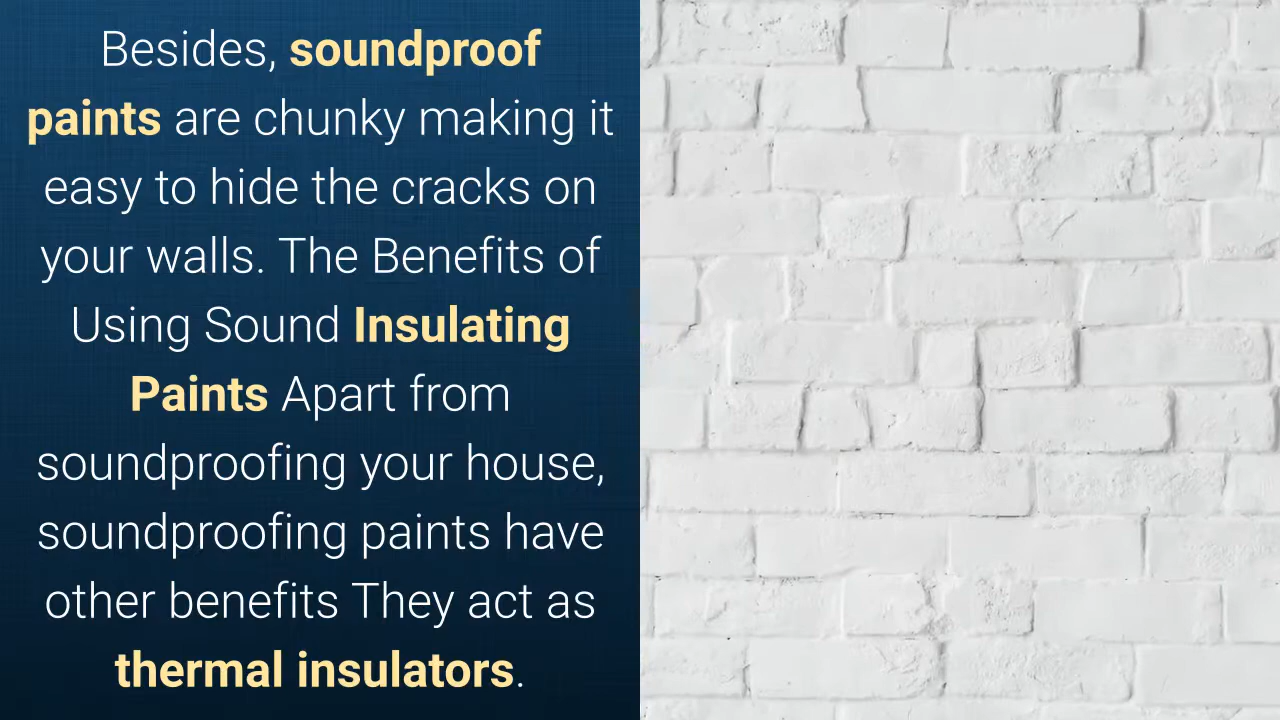 Besides, soundproof
paints are chunky making it
easy to hide the cracks on
your walls. The Benefits of
Using Sound Insulating
Paints Apart from
soundproofing your house,
soundproofing paints have
other benefits They act as
thermal insulators.